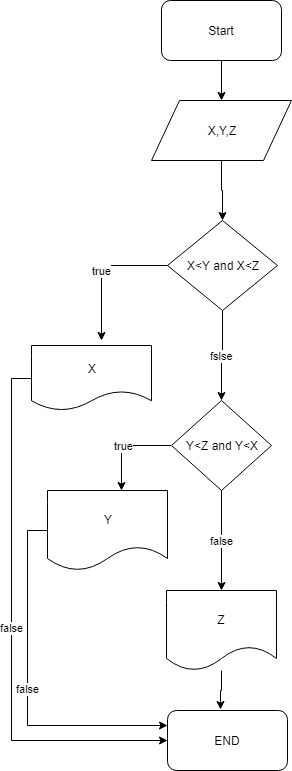 Start
X,Y,Z
X<Y and X<Z
true
X
fslse
Y<Z and Y<X
true
Y
false
Z
false
false
END